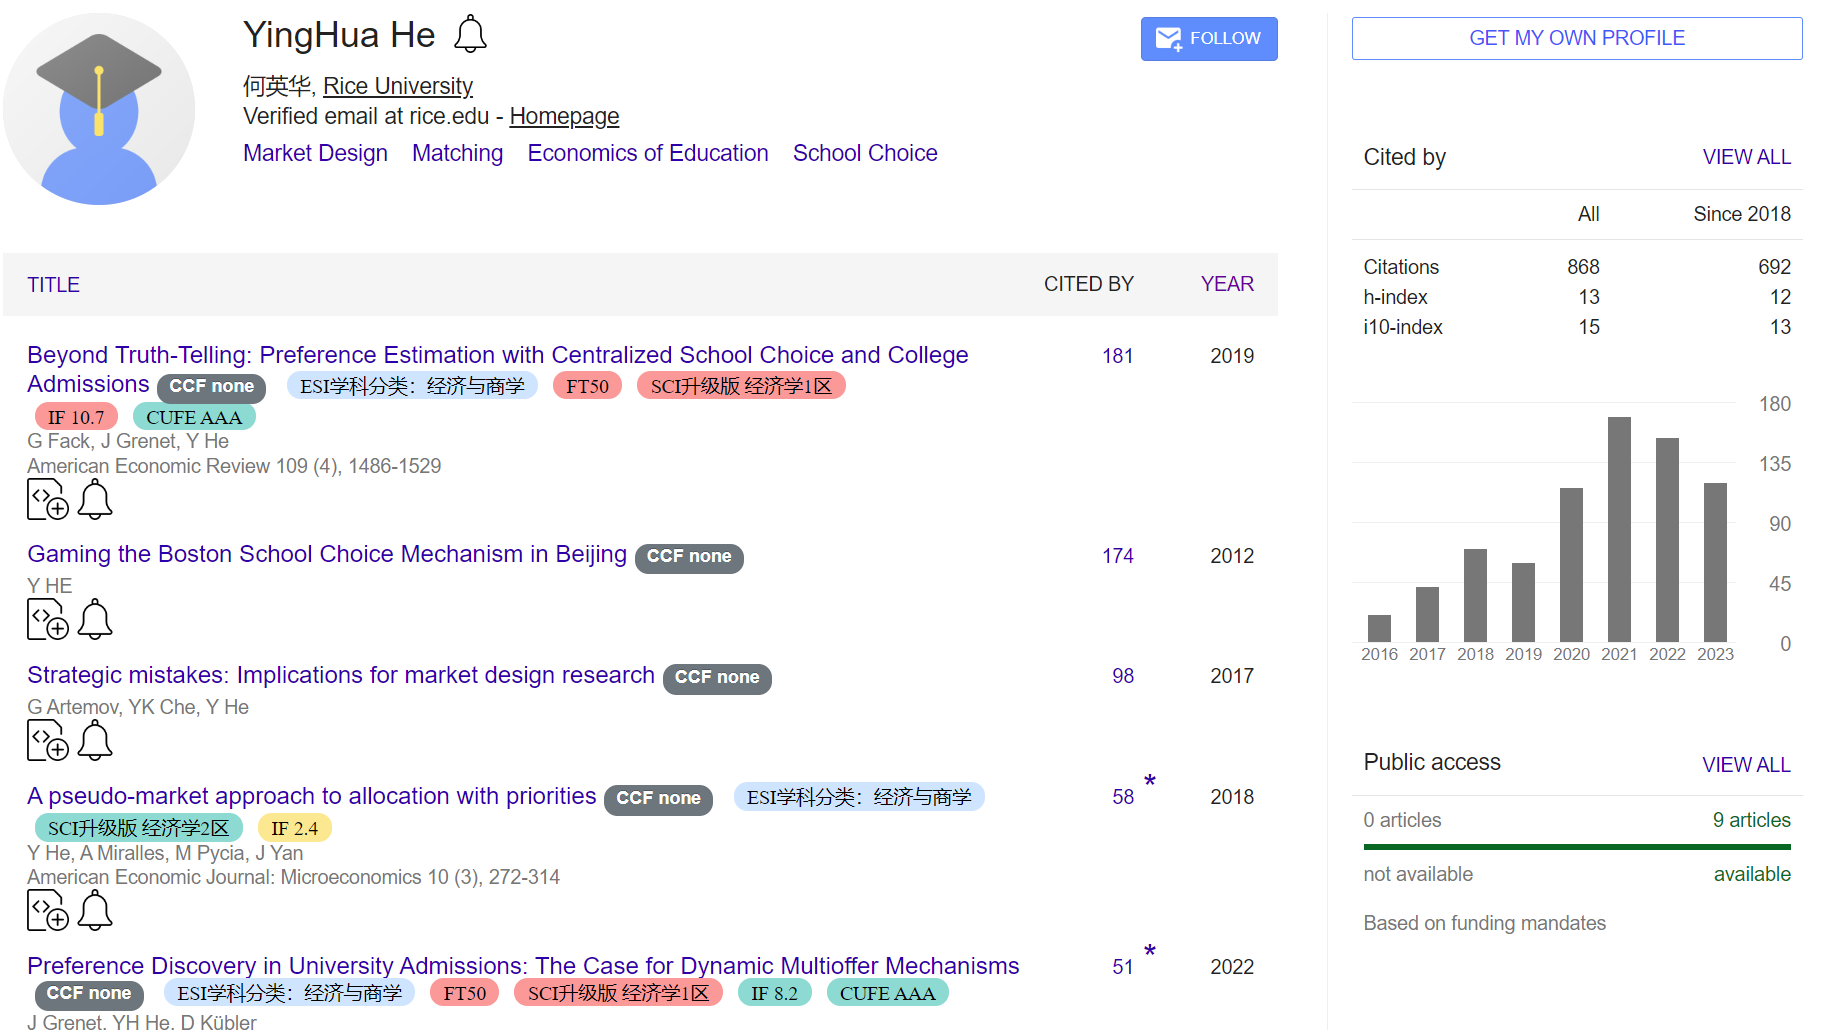 YingHua He
FOLLOW
何英华, Rice University
Verified email at rice.edu - Homepage
Market Design Matching Economics of Education School Choice
TITLE CITED BY YEAR
Beyond Truth-Telling: Preference Estimation with Centralized School Choice and College 181 2019
Admissions CCF none ESI学科分类：经济与商学 FT50 SCI升级版 经济学1区
IF 10.7 CUFE AAA
G Fack, J Grenet, Y He
American Economic Review 109 (4), 1486-1529
Gaming the Boston School Choice Mechanism in Beijing CCF none 174 2012
Y HE
Strategic mistakes: Implications for market design research CCF none 98 2017
G Artemov, YK Che, Y He
A pseudo-market approach to allocation with priorities CCF none ESI学科分类：经济与商学 58 * 2018
SCI升级版 经济学2区 IF 2.4
Y He, A Miralles, M Pycia, J Yan
American Economic Journal: Microeconomics 10 (3), 272-314
Preference Discovery in University Admissions: The Case for Dynamic Multioffer Mechanisms 51 * 2022
CCF none ESI学科分类：经济与商学 FT50 SCI升级版 经济学1区 IF 8.2 CUFE AAA
J Grenet, YH He, D Kübler
GET MY OWN PROFILE
Cited by VIEW ALL
All Since 2018
Citations 868 692
h-index 13 12
i10-index 15 13
180
135
90
45
0
2016 2017 2018 2019 2020 2021 2022 2023
Public access VIEW ALL
0 articles 9 articles
not available available
Based on funding mandates